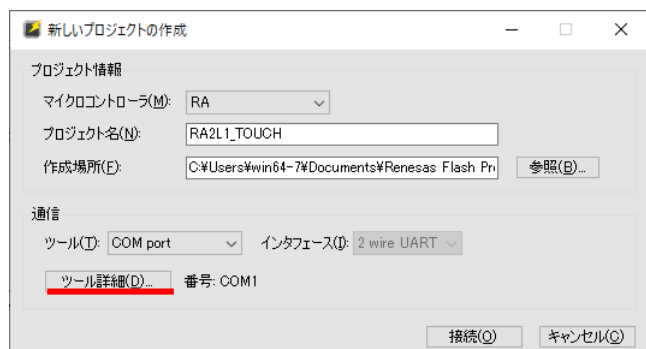 新しいプロジェクトの作成
プロジェクト情報
マイクロコントローラ(M): RA
プロジェクト名(N): RA2L1_TOUCH
作成場所(F): C:¥Users¥win64-7¥Documents¥Renesas Flash Pr 参照(B)...
通信
ツール(T): COM port インタフェース(I): 2 wire UART
ツール詳細(D)... 番号: COM1
接続(O) キャンセル(C)